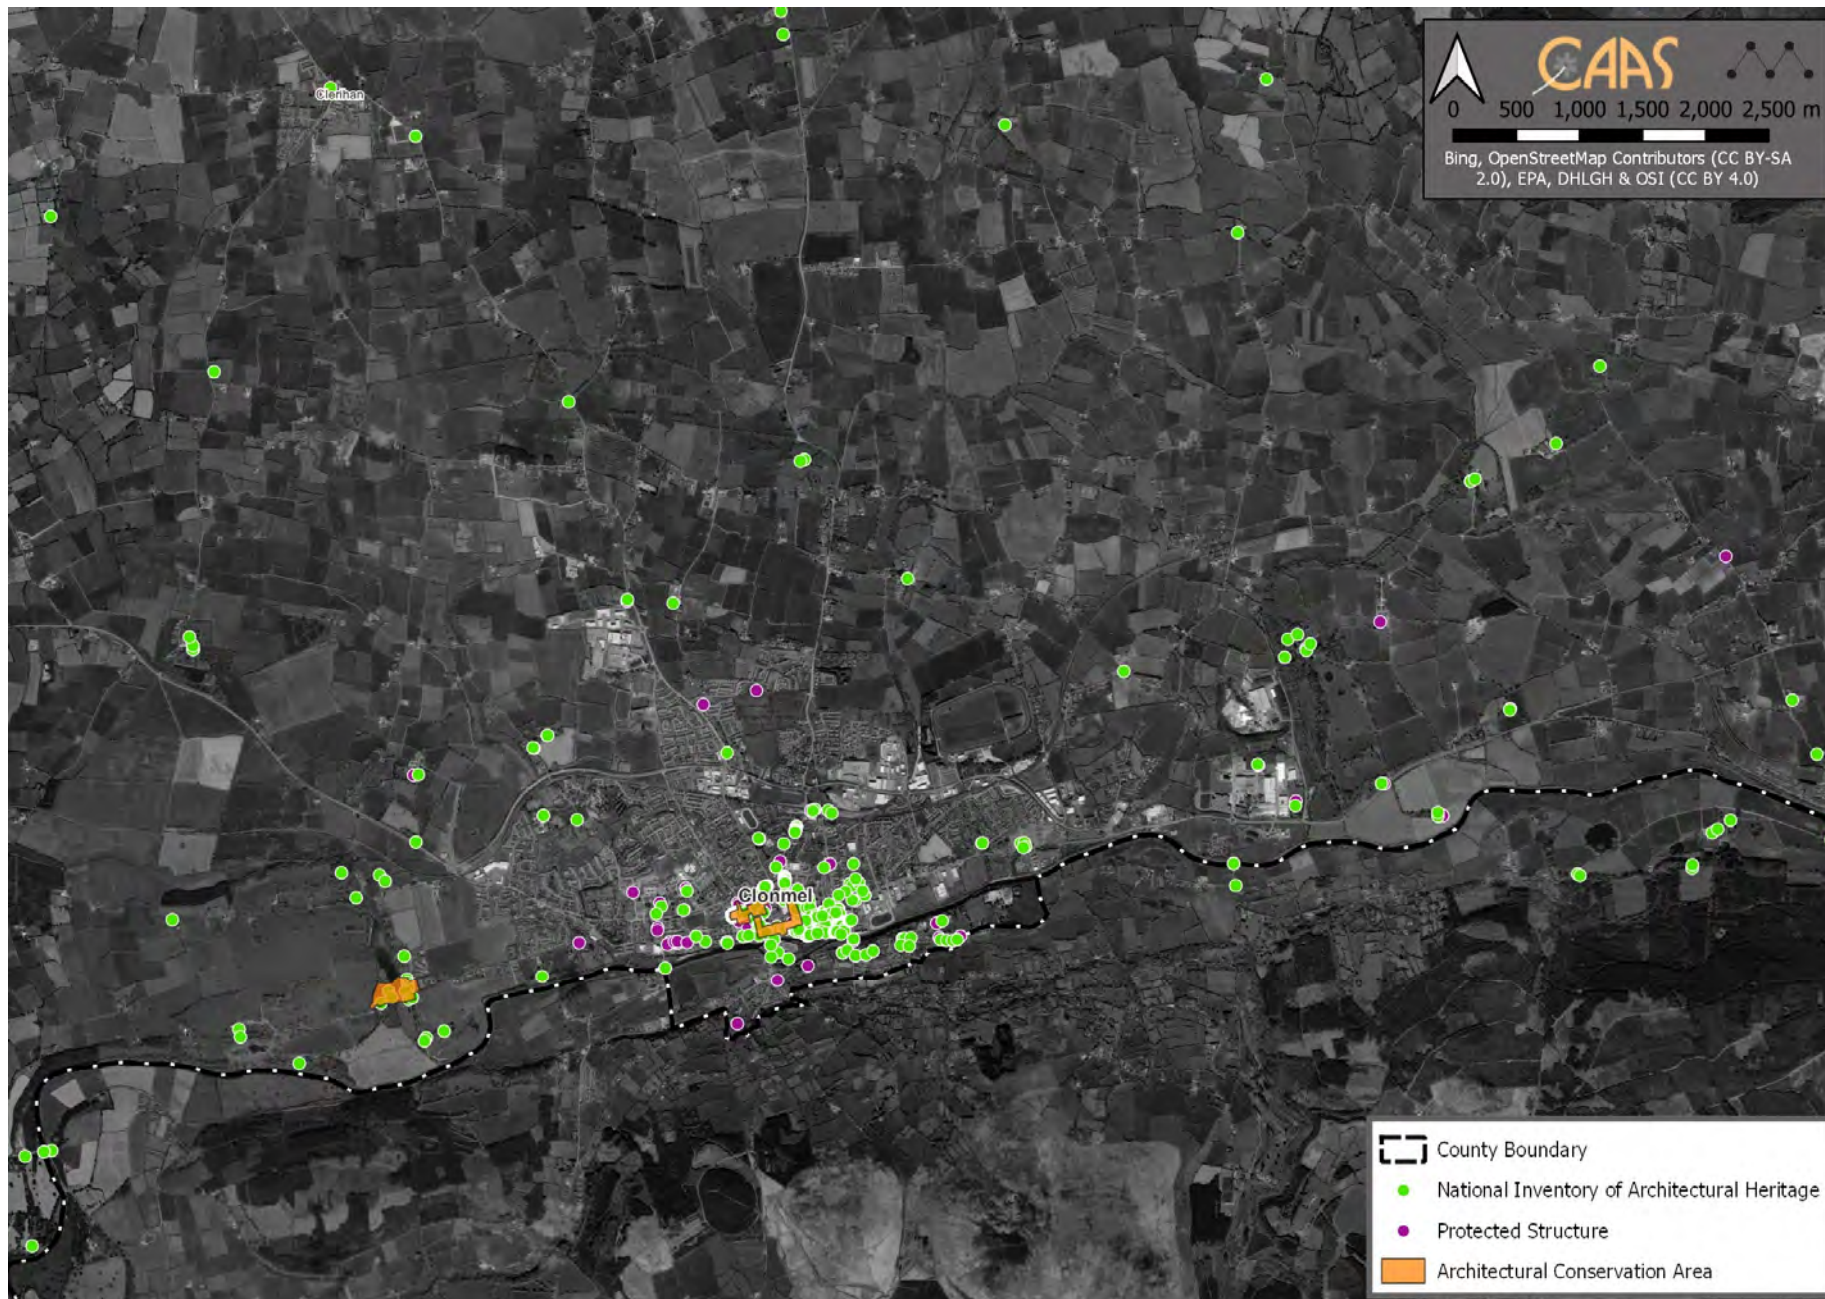 Clerihan
CAAS
0 500 1,000 1,500 2,000 2,500 m
Bing, OpenStreetMap Contributors (CC BY-SA
2.0), EPA, DHLGH & OSI (CC BY 4.0)
Clonmel
County Boundary
National Inventory of Architectural Heritage
Protected Structure
Architectural Conservation Area